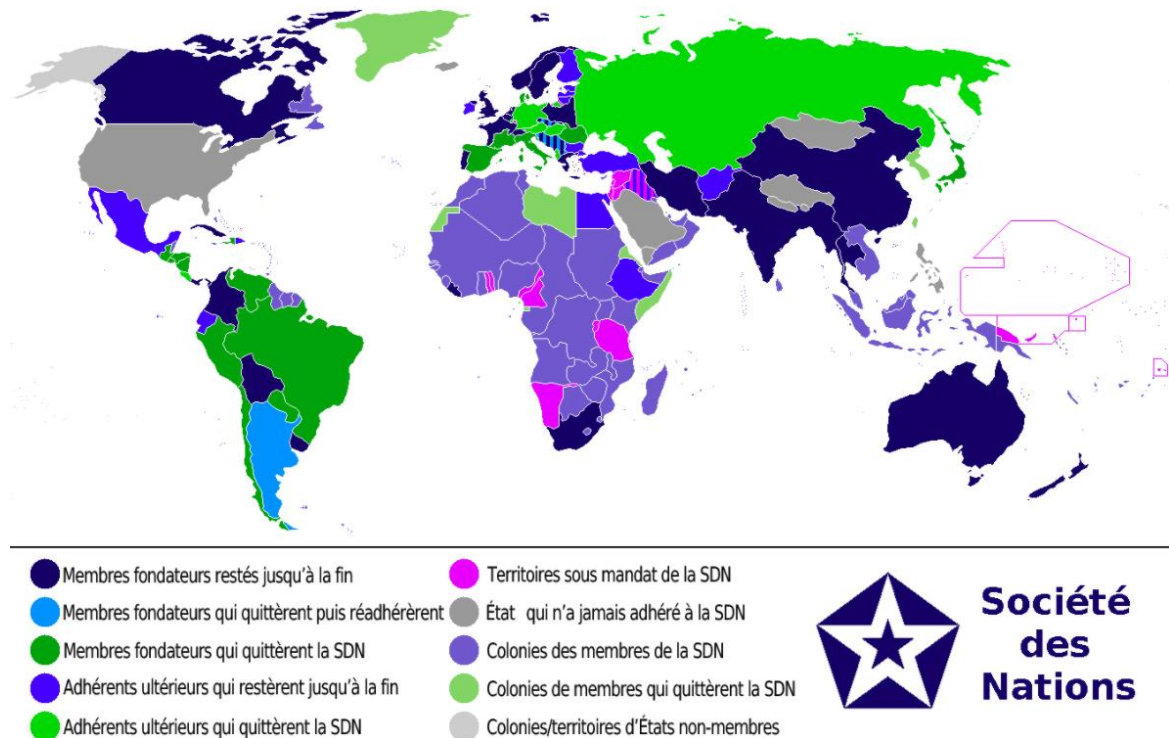 Membres fondateurs restés jusqu'à la fin
Membres fondateurs qui quittèrent puis réadhérèrent
Membres fondateurs qui quittèrent la SDN
Adhérents ultérieurs qui restèrent jusqu'à la fin
Adhérents ultérieurs qui quittèrent la SDN
Territoires sous mandat de la SDN
État qui n'a jamais adhéré à la SDN
Colonies des membres de la SDN
Colonies de membres qui quittèrent la SDN
Colonies/territoires d'États non-membres
Société
des
Nations